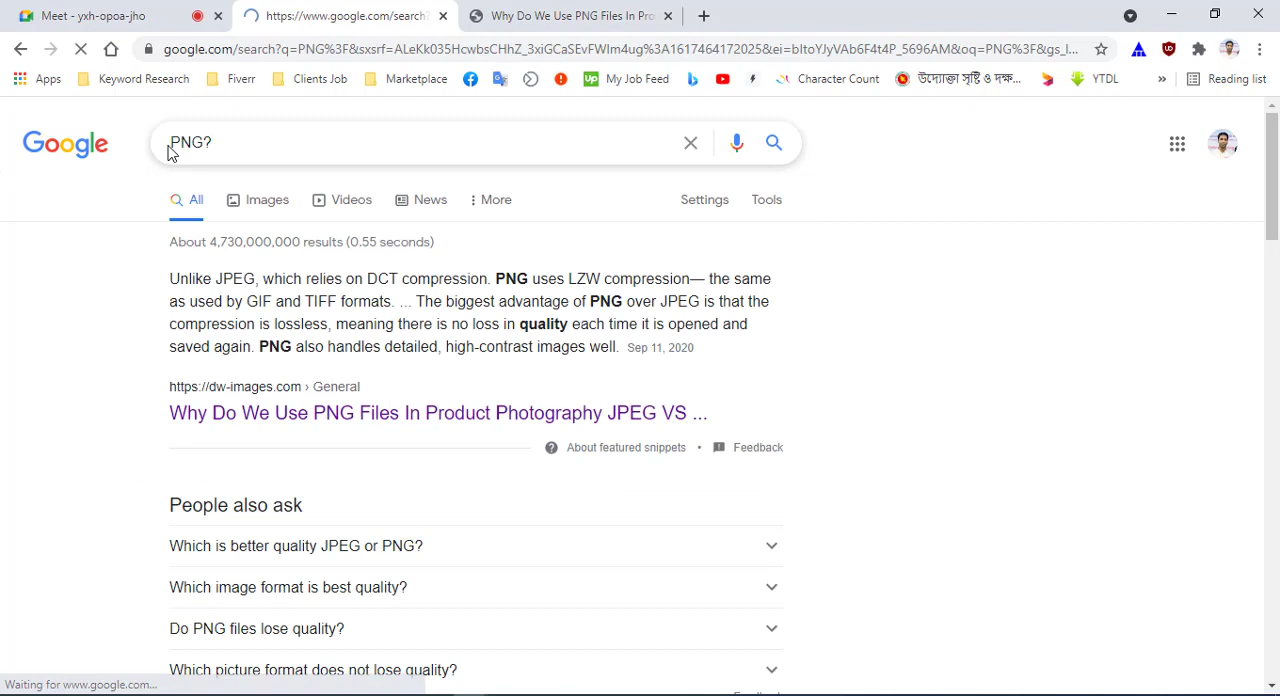 Meet - yxh-opoa-jho
https://www.google.com/search?
Why Do We Use PNG Files In Pro
google.com/search?q=PNG%3F&sxsrf=ALeKk035HcwbsCHhZ_3xiGCaSEvFWlm4ug%3A1617464172025&ei=bItoYJyVAb6F4t4P_5696AM&oq=PNG%3F&gs_l...
Apps
Keyword Research
Fiverr
Clients Job
Marketplace
Up
My Job Feed
Character Count
উদ্যোক্তা সৃষ্টি ও দক্ষ...
YTDL
»
Reading list
Google
PNG?
All
Images
Videos
News
More
Settings
Tools
About 4,730,000,000 results (0.55 seconds)
Unlike JPEG, which relies on DCT compression. PNG uses LZW compression— the same
as used by GIF and TIFF formats. ... The biggest advantage of PNG over JPEG is that the
compression is lossless, meaning there is no loss in quality each time it is opened and
saved again. PNG also handles detailed, high-contrast images well. Sep 11, 2020
https://dw-images.com › General
Why Do We Use PNG Files In Product Photography JPEG VS ...
About featured snippets • Feedback
People also ask
Which is better quality JPEG or PNG?
Which image format is best quality?
Do PNG files lose quality?
Which picture format does not lose quality?
Waiting for www.google.com...